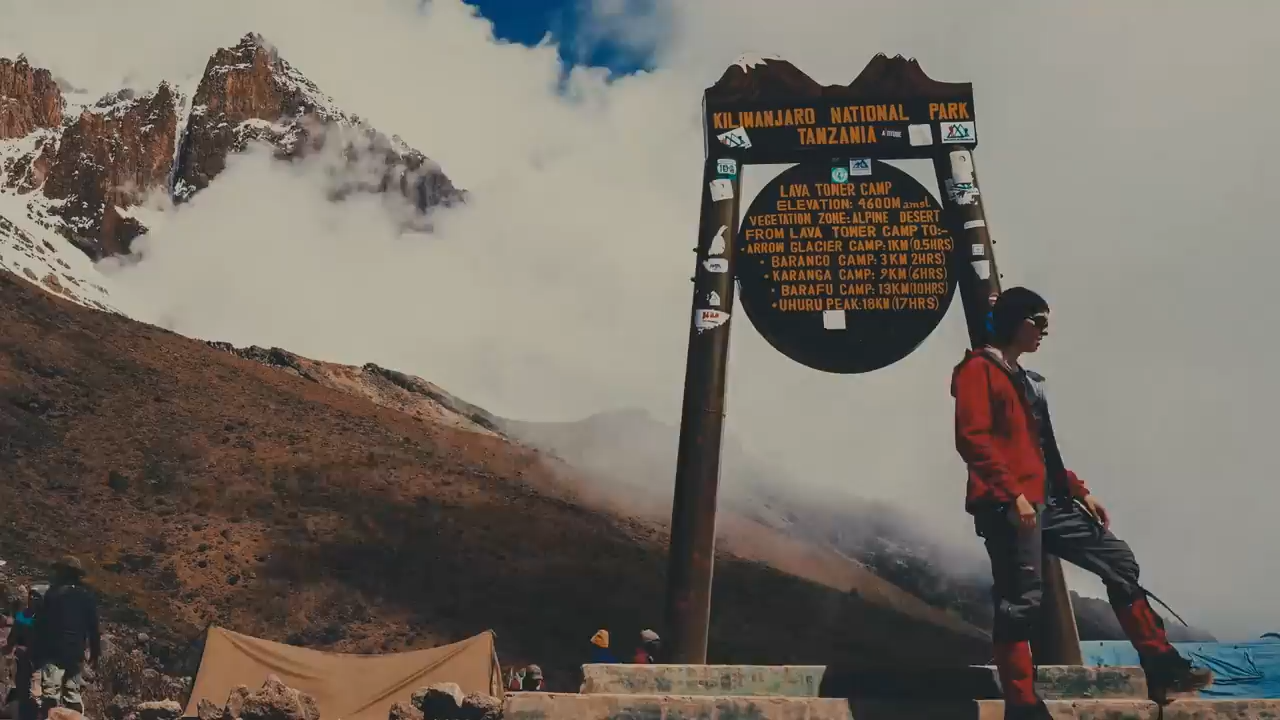 KILIMANJARO NATIONAL PARK
TANZANIA
LAVA TOWER CAMP
ELEVATION: 4600M amsl
VEGETATION ZONE: ALPINE DESERT
FROM LAVA TOWER CAMP TO:-
• ARROW GLACIER CAMP: 1KM (0.5HRS)
• BARANCO CAMP: 3KM 2HRS)
• KARANGA CAMP: 9KM (6HRS)
• BARAFU CAMP: 13KM (10HRS)
• UHURU PEAK: 18KM (17HRS)